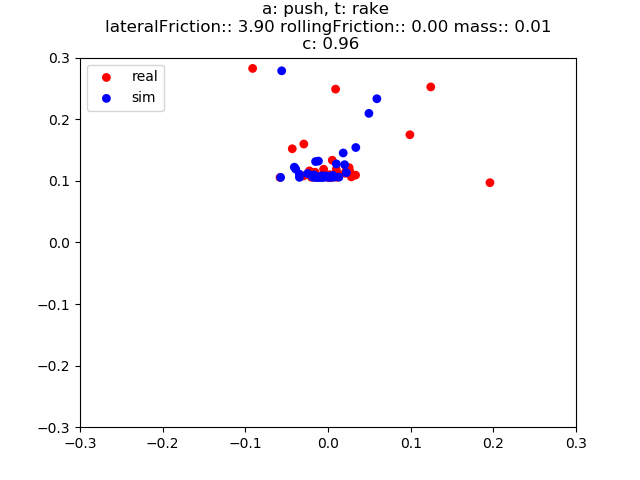 a: push, t: rake
lateralFriction:: 3.90 rollingFriction:: 0.00 mass:: 0.01
c: 0.96
real
sim
0.3
0.2
0.1
0.0
−0.1
−0.2
−0.3
−0.3 −0.2 −0.1 0.0 0.1 0.2 0.3